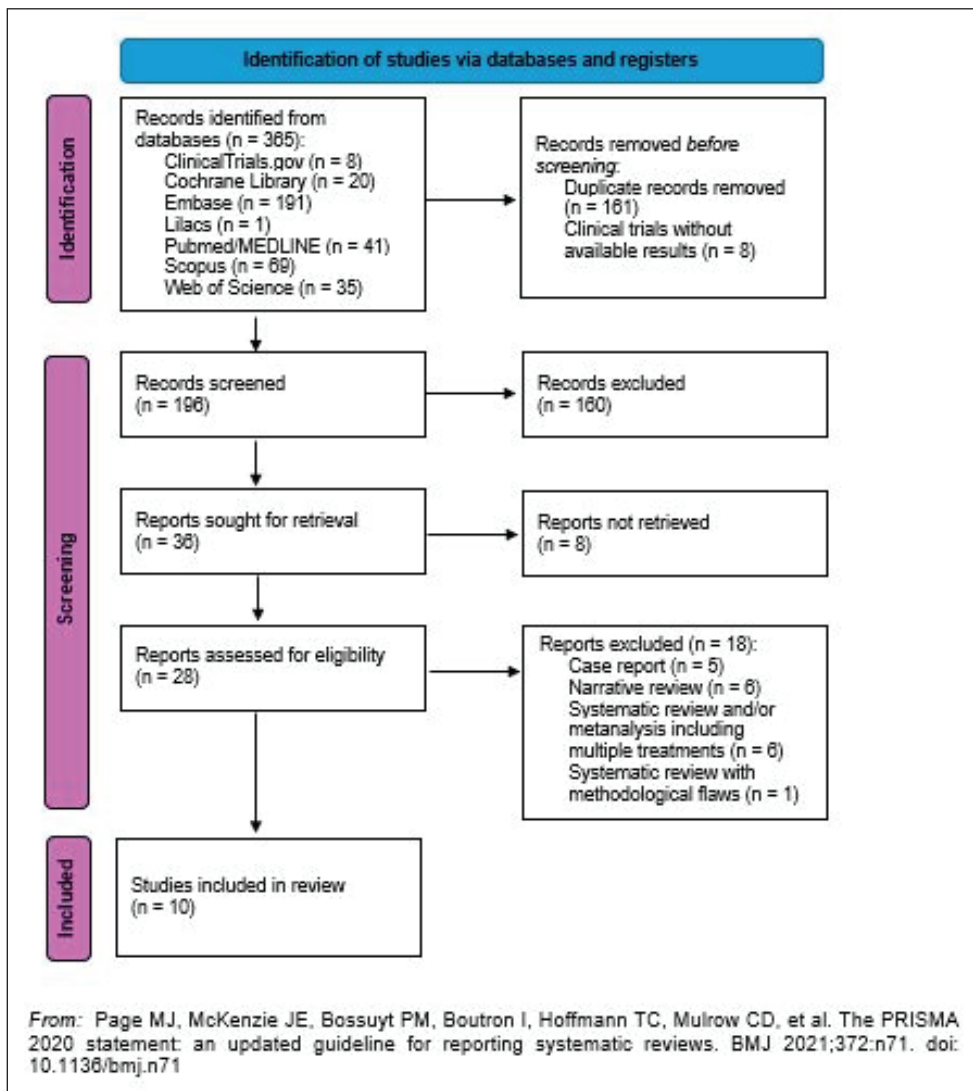 Identification of studies via databases and registers
Identification
Records identified from
databases (n = 365):
ClinicalTrials.gov (n = 8)
Cochrane Library (n = 20)
Embase (n = 191)
Lilacs (n = 1)
Pubmed/MEDLINE (n = 41)
Scopus (n = 69)
Web of Science (n = 35)
Records removed before
screening:
Duplicate records removed
(n = 161)
Clinical trials without
available results (n = 8)
Screening
Records screened
(n = 196)
Records excluded
(n = 160)
Reports sought for retrieval
(n = 36)
Reports not retrieved
(n = 8)
Reports assessed for eligibility
(n = 28)
Reports excluded (n = 18):
Case report (n = 5)
Narrative review (n = 6)
Systematic review and/or
metanalysis including
multiple treatments (n = 6)
Systematic review with
methodological flaws (n = 1)
Included
Studies included in review
(n = 10)
From: Page MJ, McKenzie JE, Bossuyt PM, Boutron I, Hoffmann TC, Mulrow CD, et al. The PRISMA
2020 statement: an updated guideline for reporting systematic reviews. BMJ 2021;372:n71. doi:
10.1136/bmj.n71